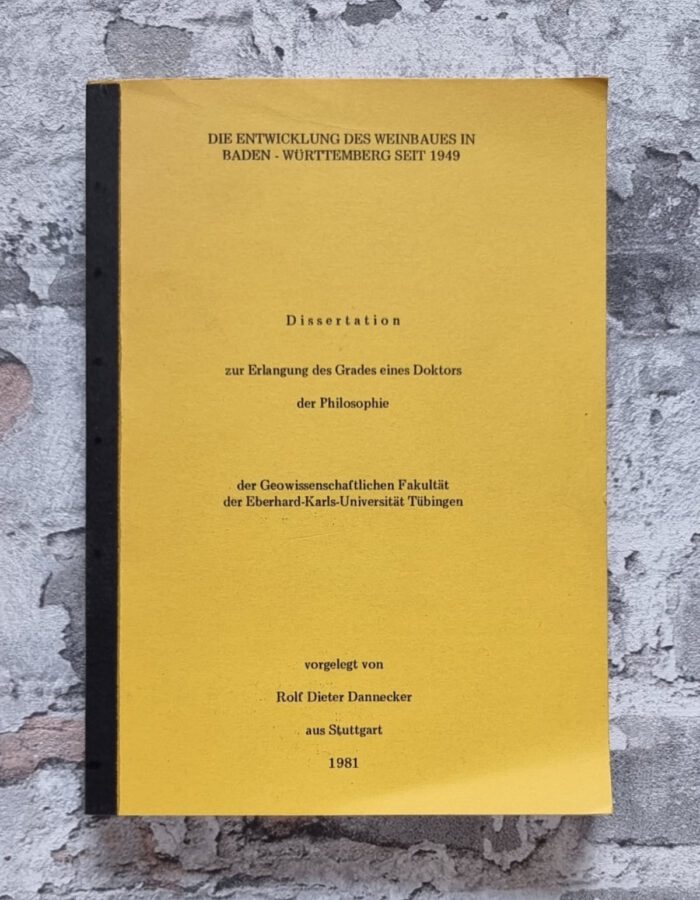 DIE ENTWICKLUNG DES WEINBAUES IN
BADEN - WÜRTTEMBERG SEIT 1949
Dissertation
zur Erlangung des Grades eines Doktors
der Philosophie
der Geowissenschaftlichen Fakultät
der Eberhard-Karls-Universität Tübingen
vorgelegt von
Rolf Dieter Dannecker
aus Stuttgart
1981